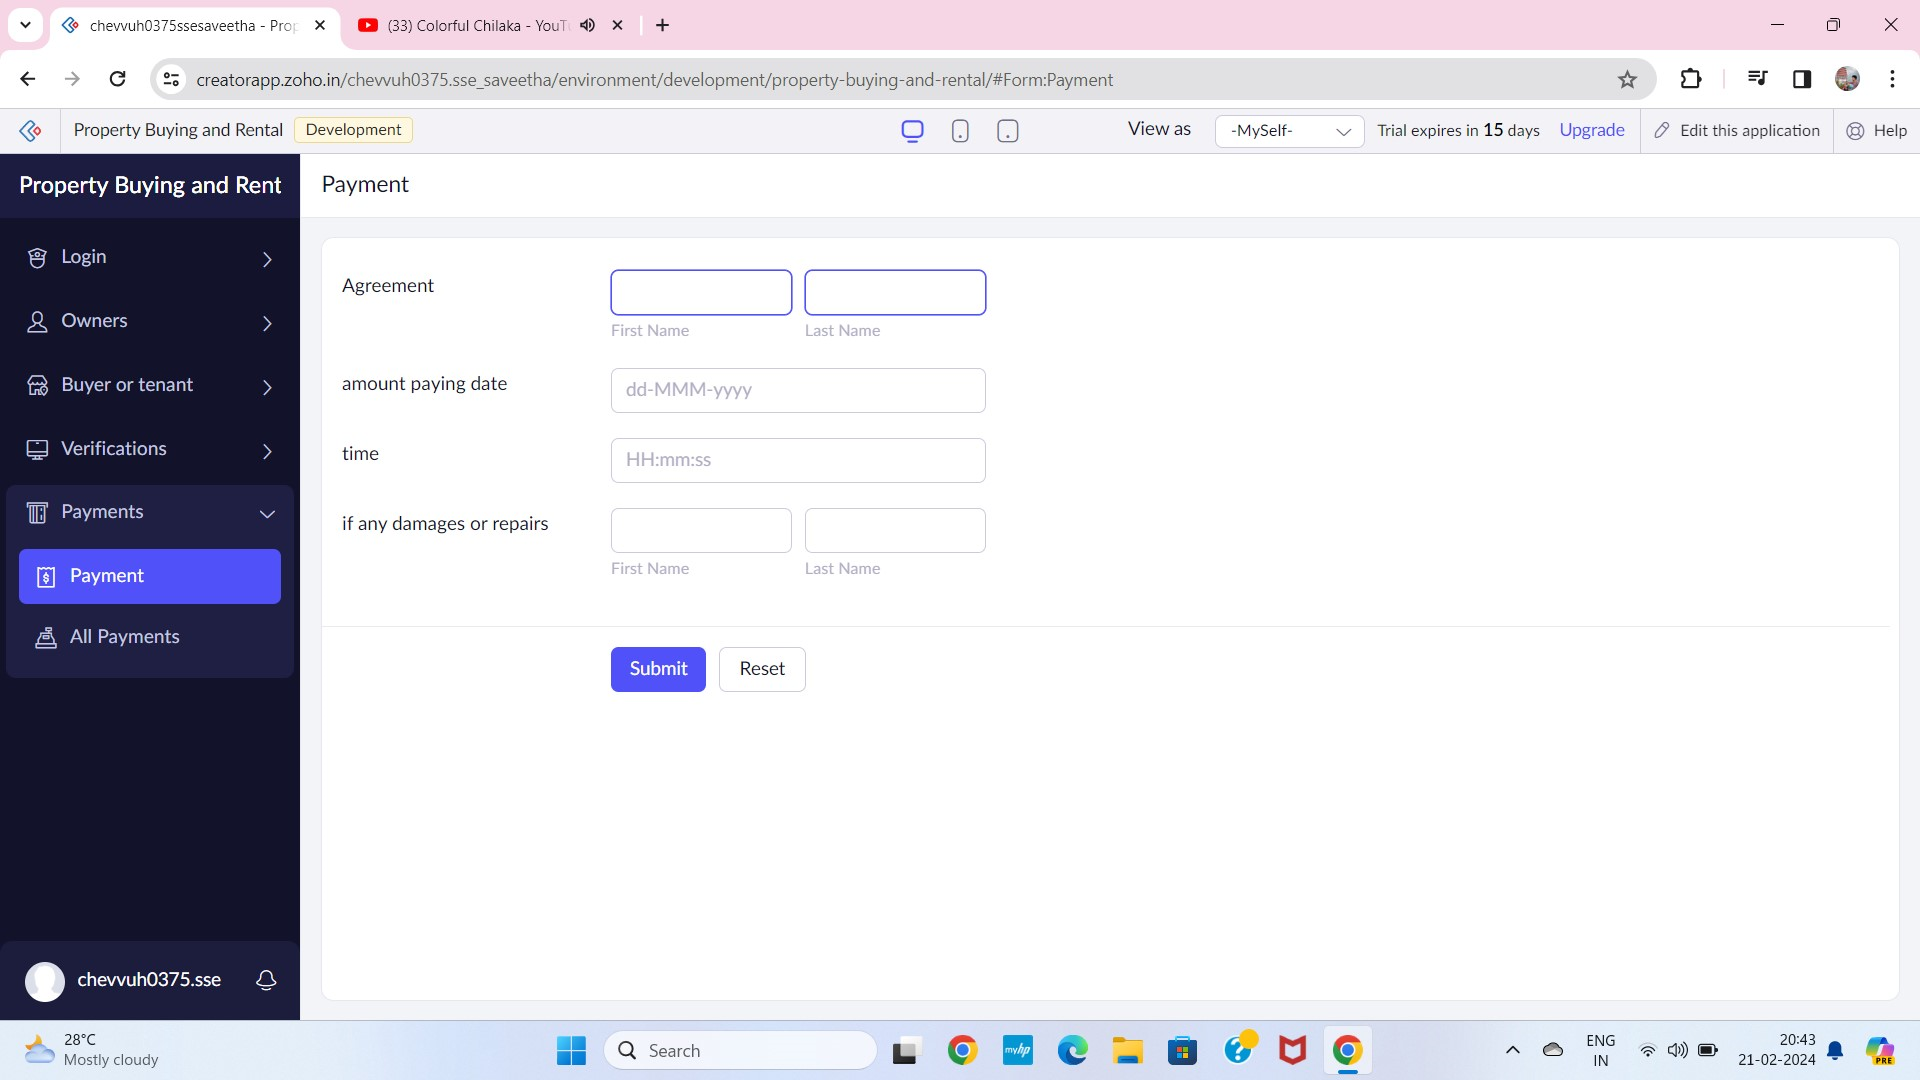 chevvuh0375ssesaveetha - Prop
(33) Colorful Chilaka - YouTu
creatorapp.zoho.in/chevvuh0375.sse_saveetha/environment/development/property-buying-and-rental/#Form:Payment
Property Buying and Rental
Development
View as
-MySelf-
Trial expires in 15 days
Upgrade
Edit this application
Help
Property Buying and Rent
Login
Owners
Buyer or tenant
Verifications
Payments
Payment
All Payments
chevvuh0375.sse
Payment
Agreement
First Name
Last Name
amount paying date
dd-MMM-yyyy
time
HH:mm:ss
if any damages or repairs
First Name
Last Name
Submit
Reset
28°C
Mostly cloudy
Search
myhp
PRE
ENG
IN
20:43
21-02-2024